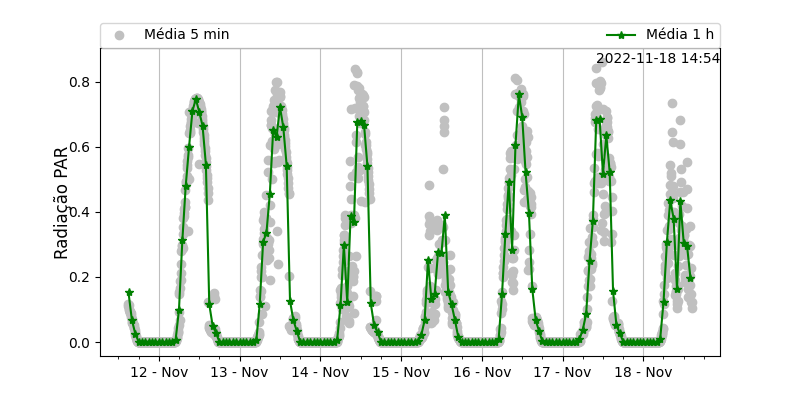 Média 5 min
Média 1 h
2022-11-18 14:54
Radiação PAR
0.8
0.6
0.4
0.2
0.0
12 - Nov
13 - Nov
14 - Nov
15 - Nov
16 - Nov
17 - Nov
18 - Nov